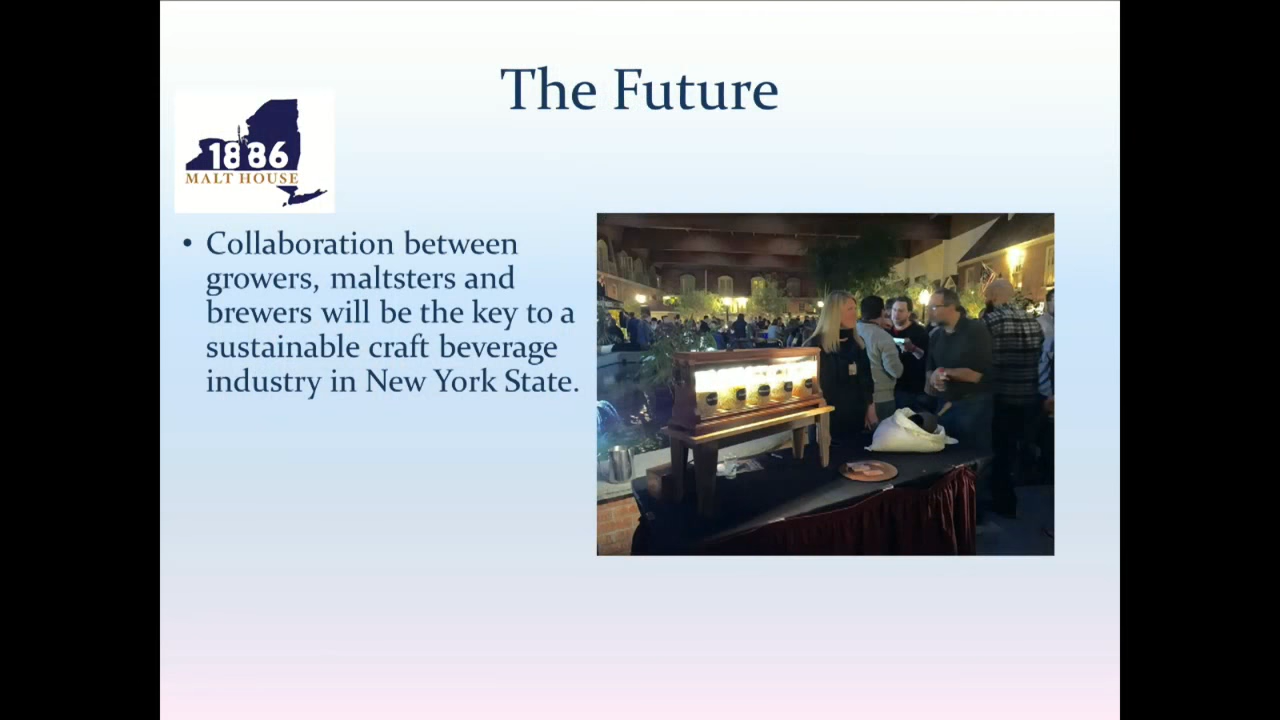 The Future
1886
MALT HOUSE
• Collaboration between
growers, maltsters and
brewers will be the key to a
sustainable craft beverage
industry in New York State.